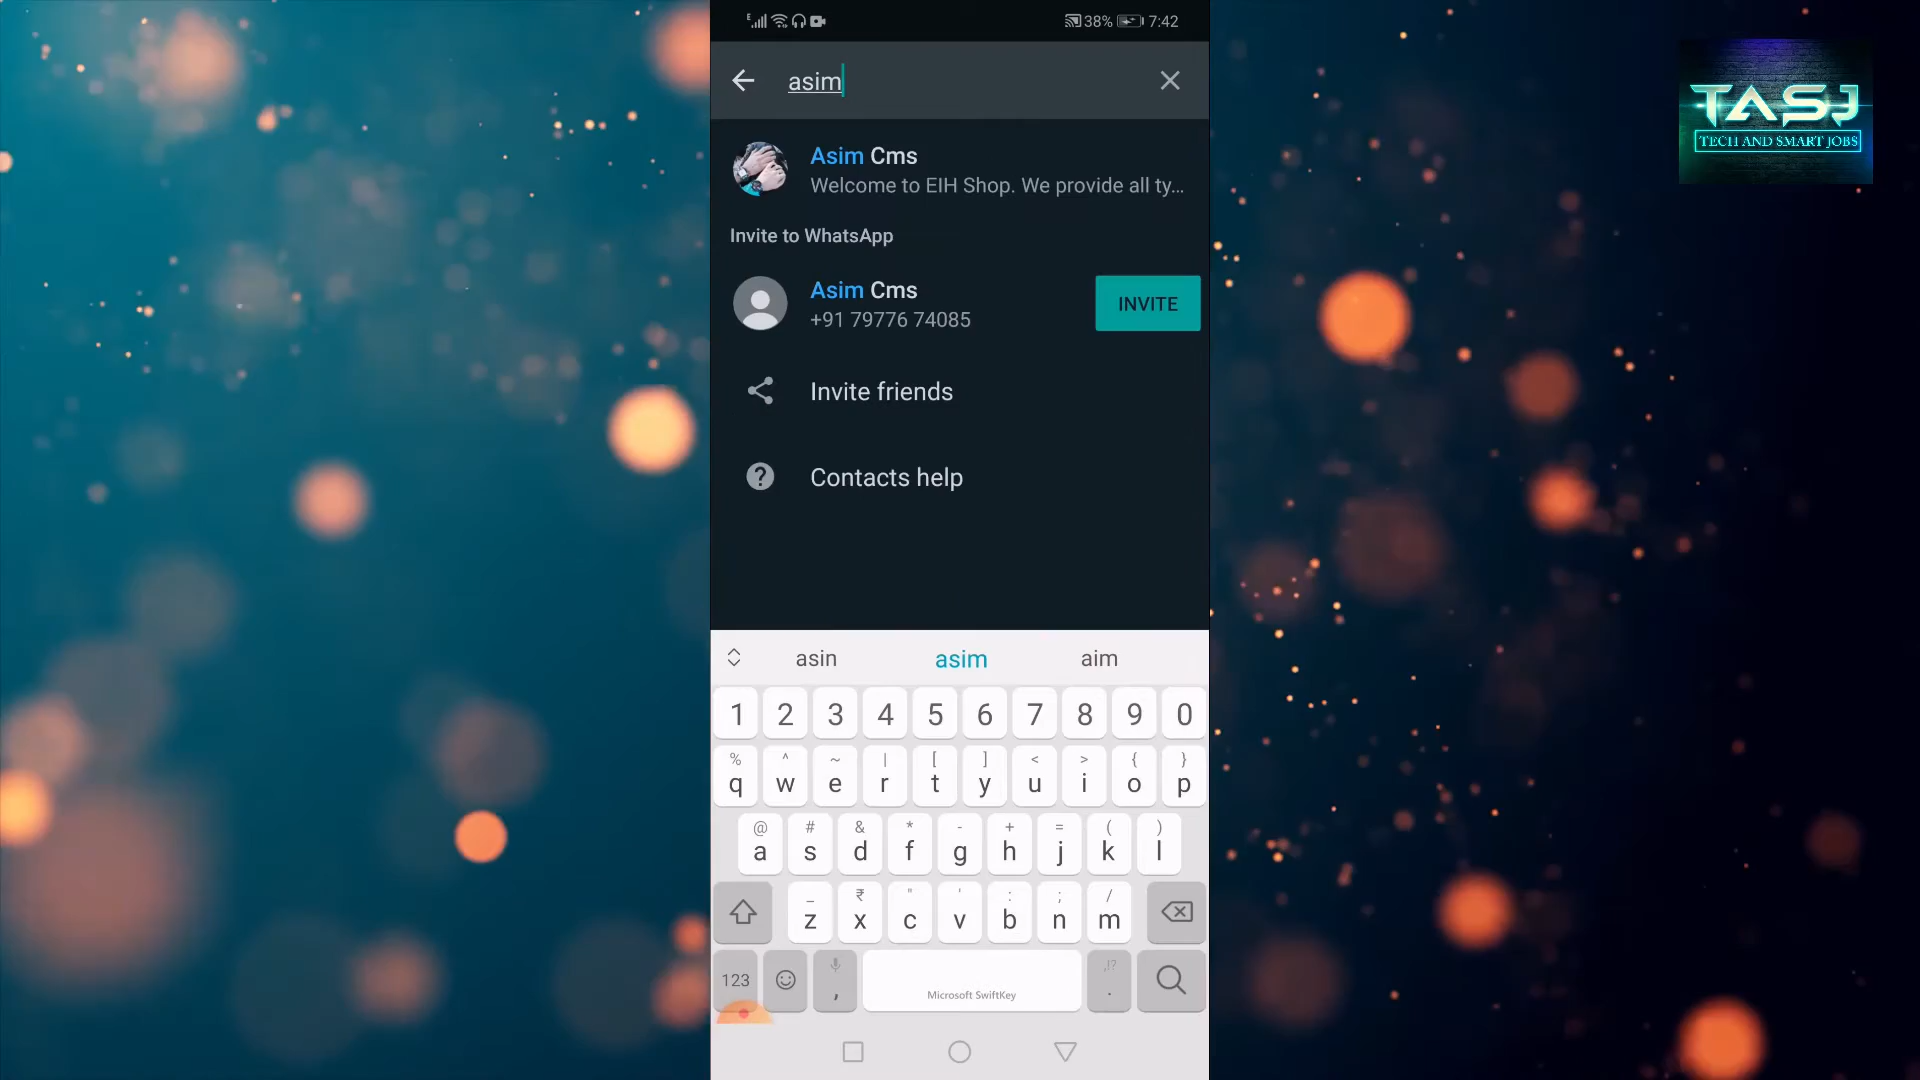 E 38% 7:42
asim
TASJ
TECH AND SMART JOBS
Asim Cms
Welcome to EIH Shop. We provide all ty...
Invite to WhatsApp
Asim Cms
+91 79776 74085
INVITE
Invite friends
Contacts help
asin asim aim
1 2 3 4 5 6 7 8 9 0
% ^ ~ | [ ] < > { }
q w e r t y u i o p
@ # & * - + = ( )
a s d f g h j k l
_ ₹ " ' : ; /
z x c v b n m
123 , Microsoft SwiftKey ,!? .